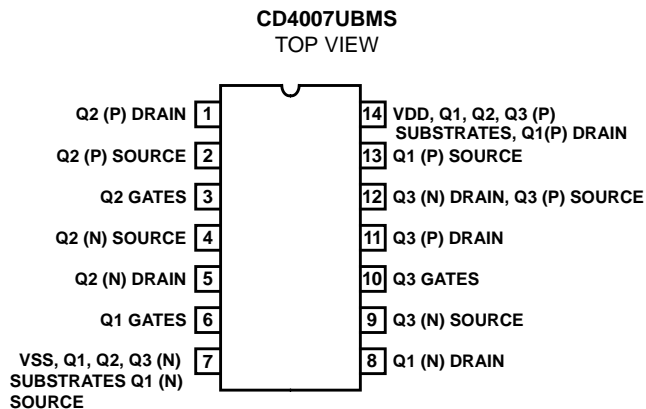 CD4007UBMS
TOP VIEW
Q2 (P) DRAIN 1
Q2 (P) SOURCE 2
Q2 GATES 3
Q2 (N) SOURCE 4
Q2 (N) DRAIN 5
Q1 GATES 6
VSS, Q1, Q2, Q3 (N) 7
SUBSTRATES Q1 (N)
SOURCE
14 VDD, Q1, Q2, Q3 (P)
SUBSTRATES, Q1(P) DRAIN
13 Q1 (P) SOURCE
12 Q3 (N) DRAIN, Q3 (P) SOURCE
11 Q3 (P) DRAIN
10 Q3 GATES
9 Q3 (N) SOURCE
8 Q1 (N) DRAIN